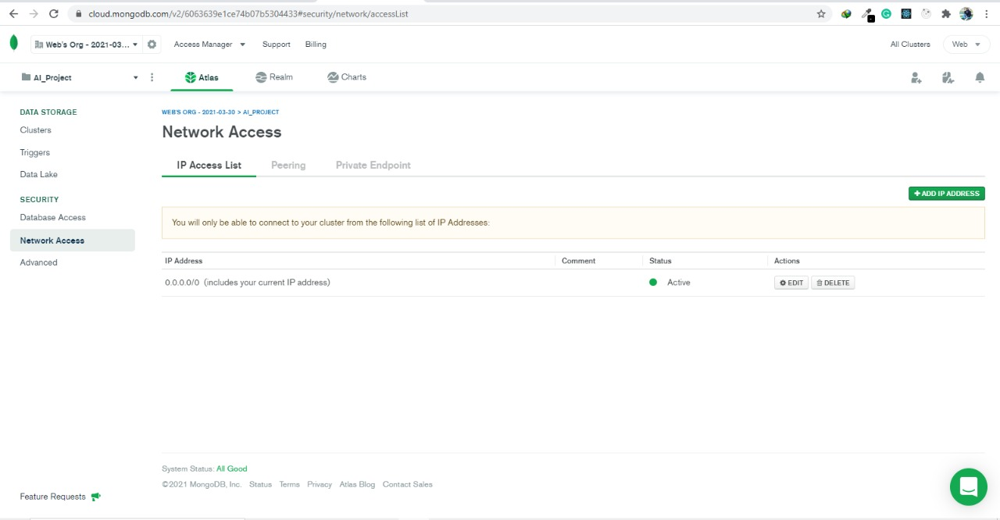 cloud.mongodb.com/v2/6063639e1ce74b07b5304433#security/network/accessList
Web's Org - 2021-03...
Access Manager
Support
Billing
All Clusters
Web
AI_Project
Atlas
Realm
Charts
DATA STORAGE
Clusters
Triggers
Data Lake
SECURITY
Database Access
Network Access
Advanced
WEB'S ORG - 2021-03-30 > AI_PROJECT
Network Access
IP Access List
Peering
Private Endpoint
ADD IP ADDRESS
You will only be able to connect to your cluster from the following list of IP Addresses:
IP Address Comment Status Actions
0.0.0.0/0 (includes your current IP address) Active EDIT DELETE
System Status: All Good
©2021 MongoDB, Inc. Status Terms Privacy Atlas Blog Contact Sales
Feature Requests